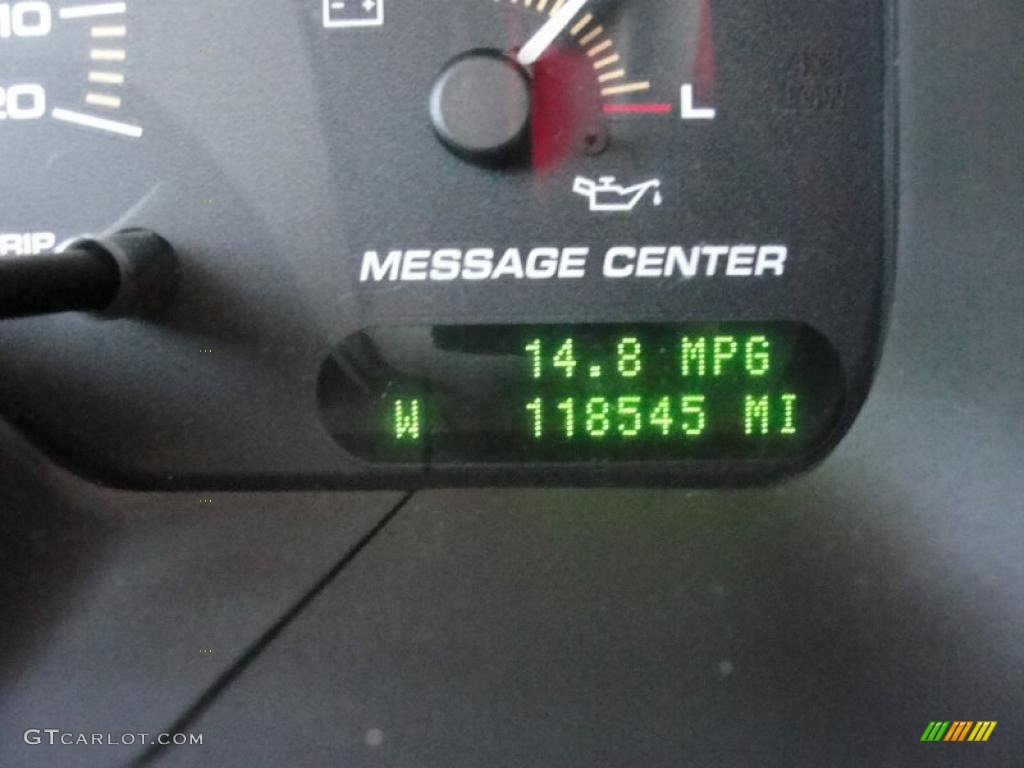 10
20
L
RIP
MESSAGE CENTER
14.8 MPG
W 118545 MI
GTCARLOT.COM